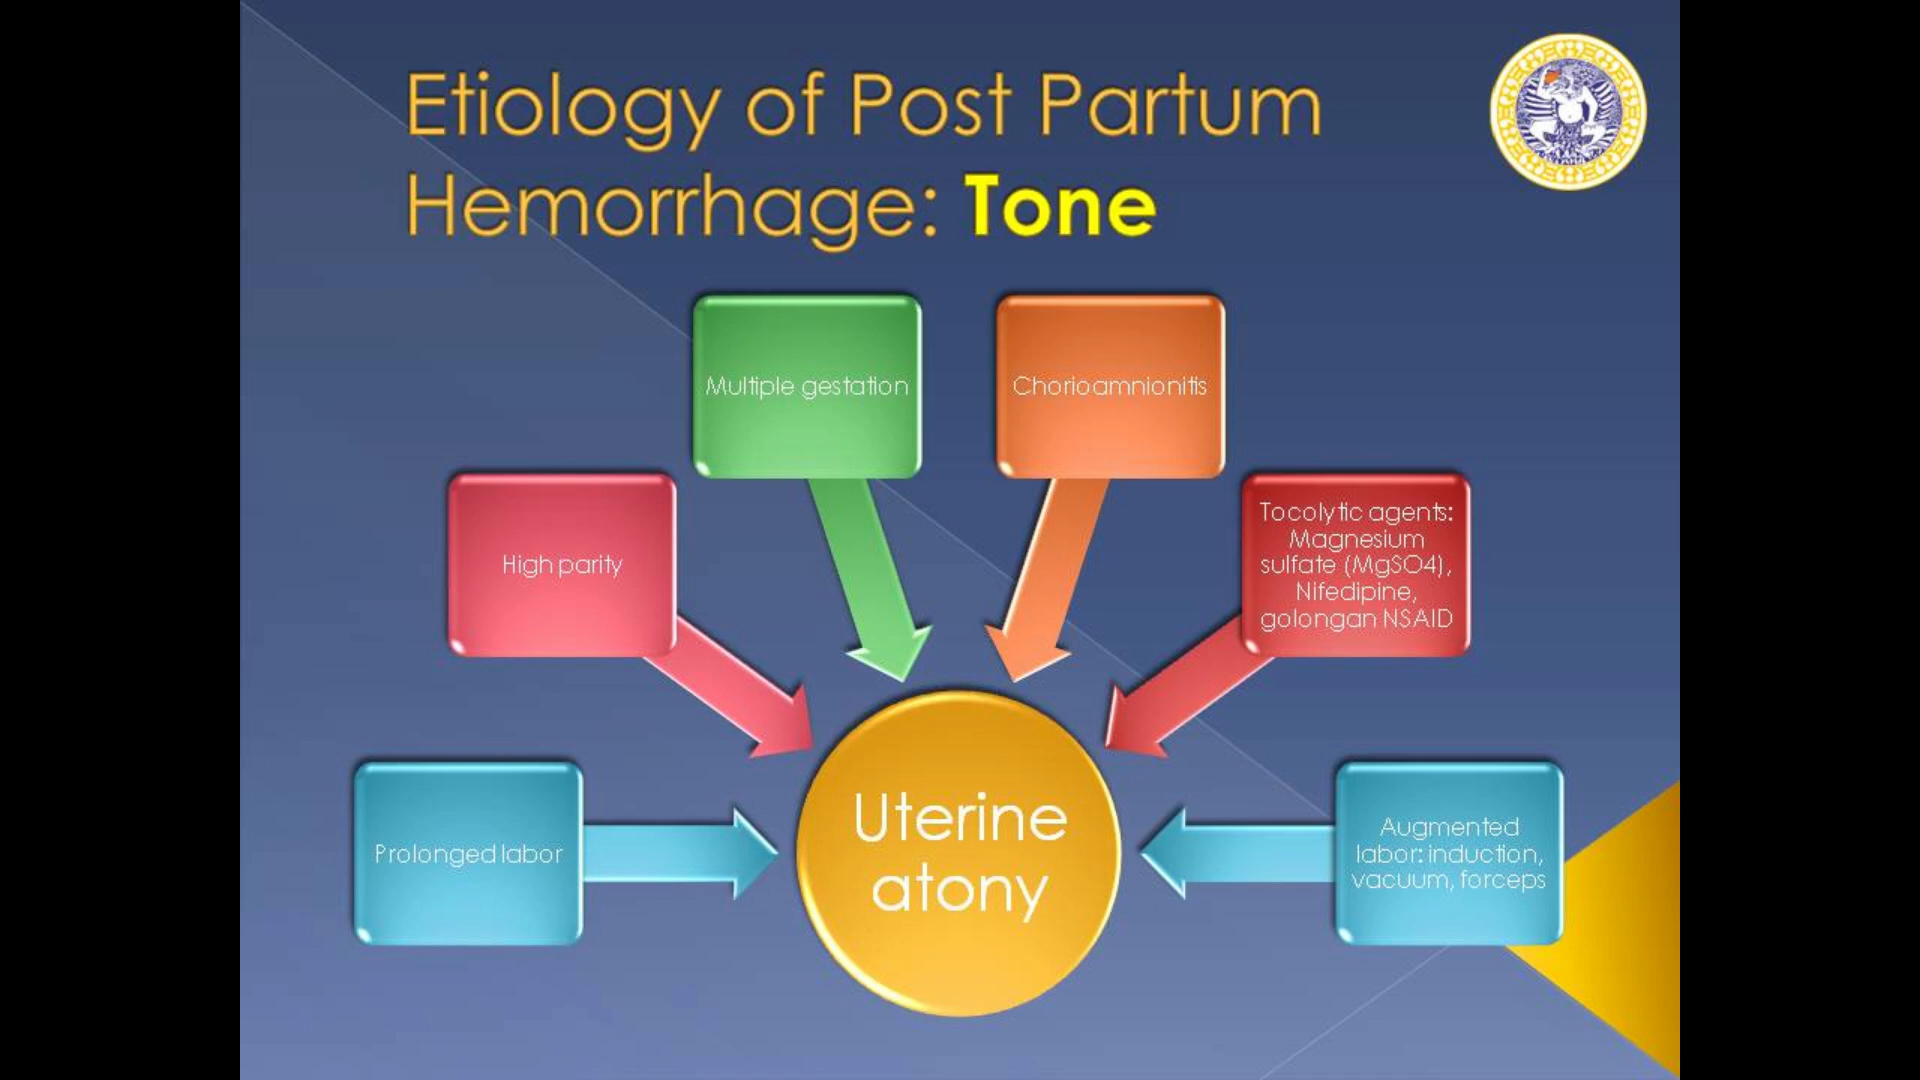 Etiology of Post Partum
Hemorrhage: Tone
Multiple gestation
Chorioamnionitis
High parity
Tocolytic agents:
Magnesium
sulfate (MgSO4),
Nifedipine,
golongan NSAID
Prolonged labor
Uterine
atony
Augmented
labor: induction,
vacuum, forceps